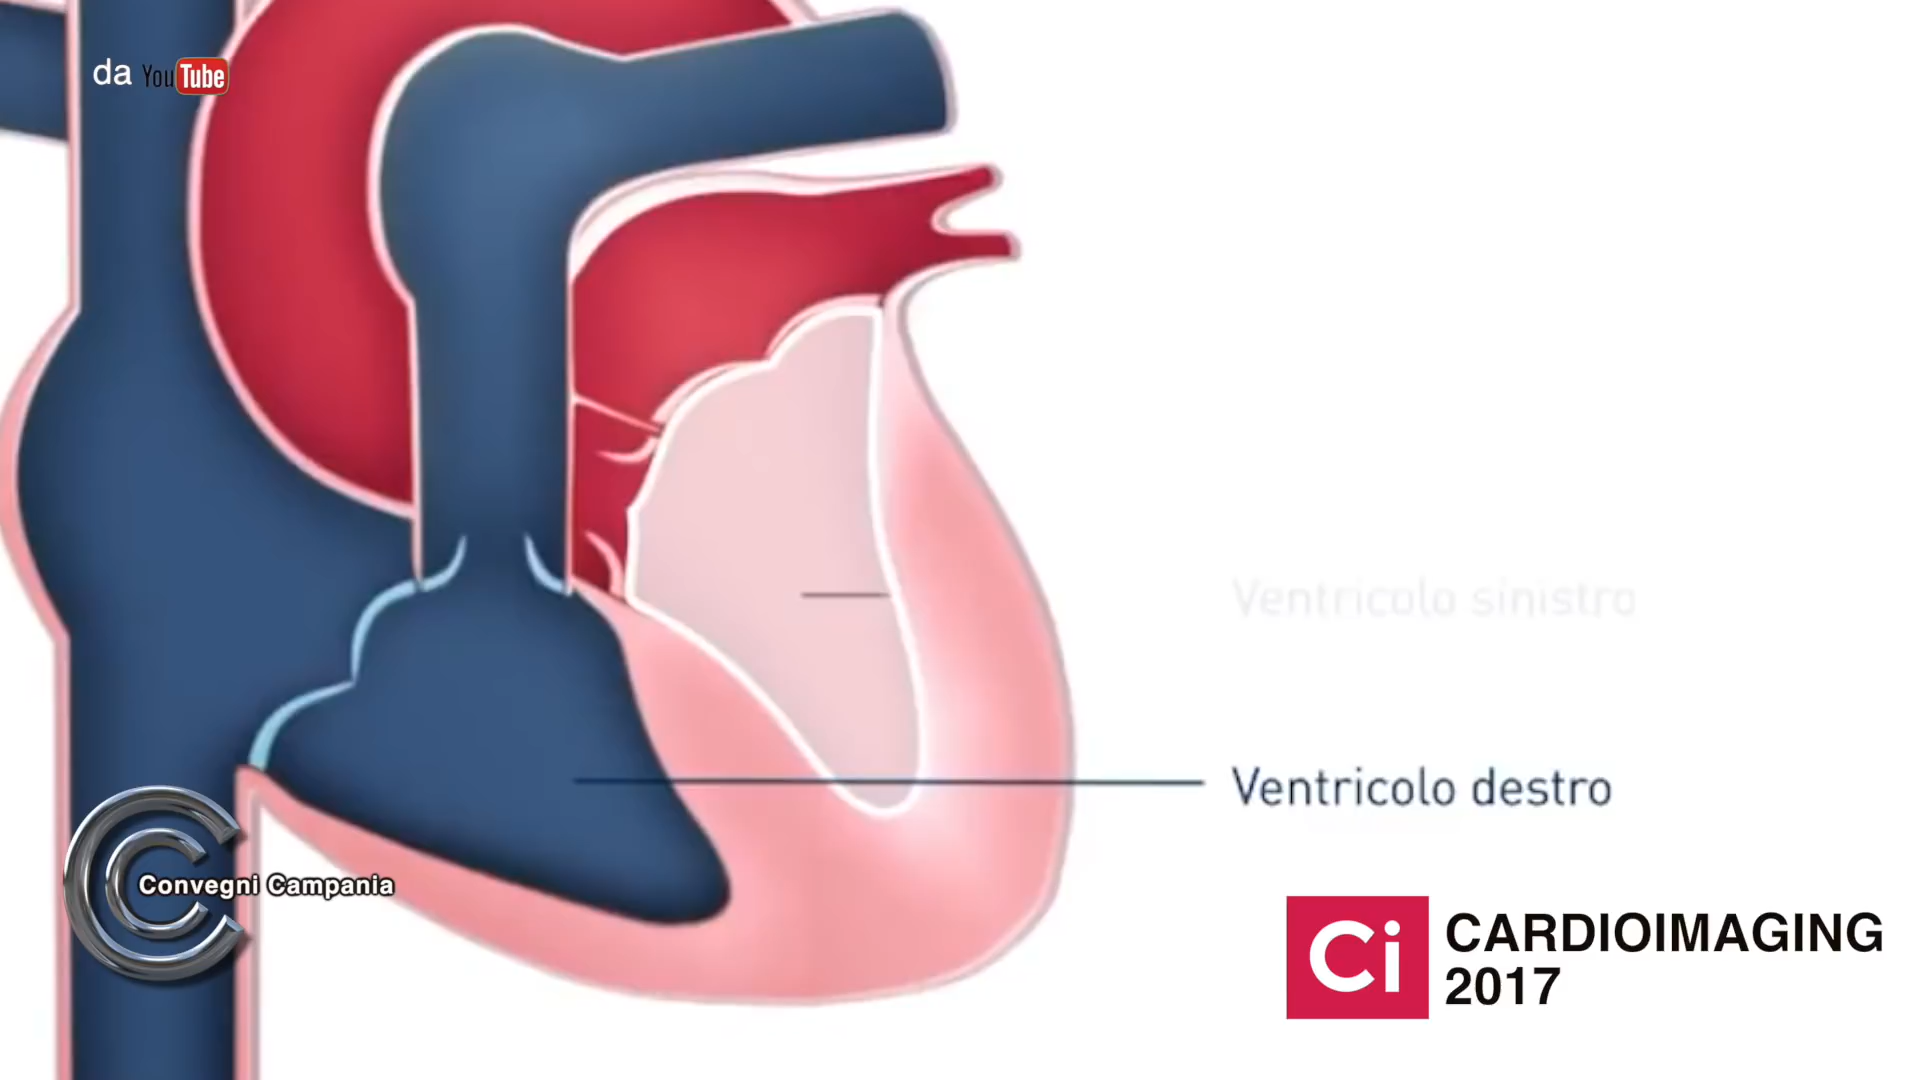 da YouTube
Ventricolo sinistro
Ventricolo destro
Convegni Campania
Ci CARDIOIMAGING
2017